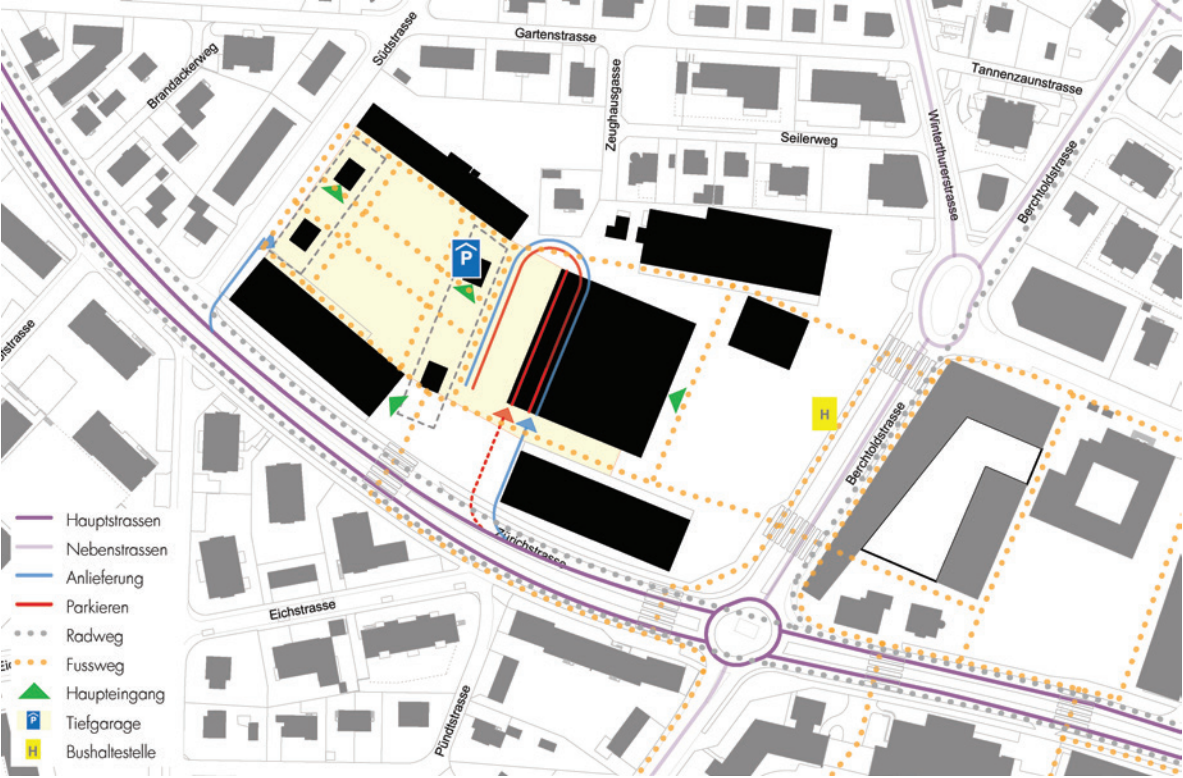 Gartenstrasse
Südstrasse
Brandackerweg
Zeughausgasse
Tannenzaunstrasse
Seilerweg
Winterthurerstrasse
Berchtoldstrasse
P
H
Berchtoldstrasse
Zürichstrasse
Eichstrasse
Pündtstrasse
Hauptstrassen
Nebenstrassen
Anlieferung
Parkieren
Radweg
Fussweg
Haupteingang
P Tiefgarage
H Bushaltestelle